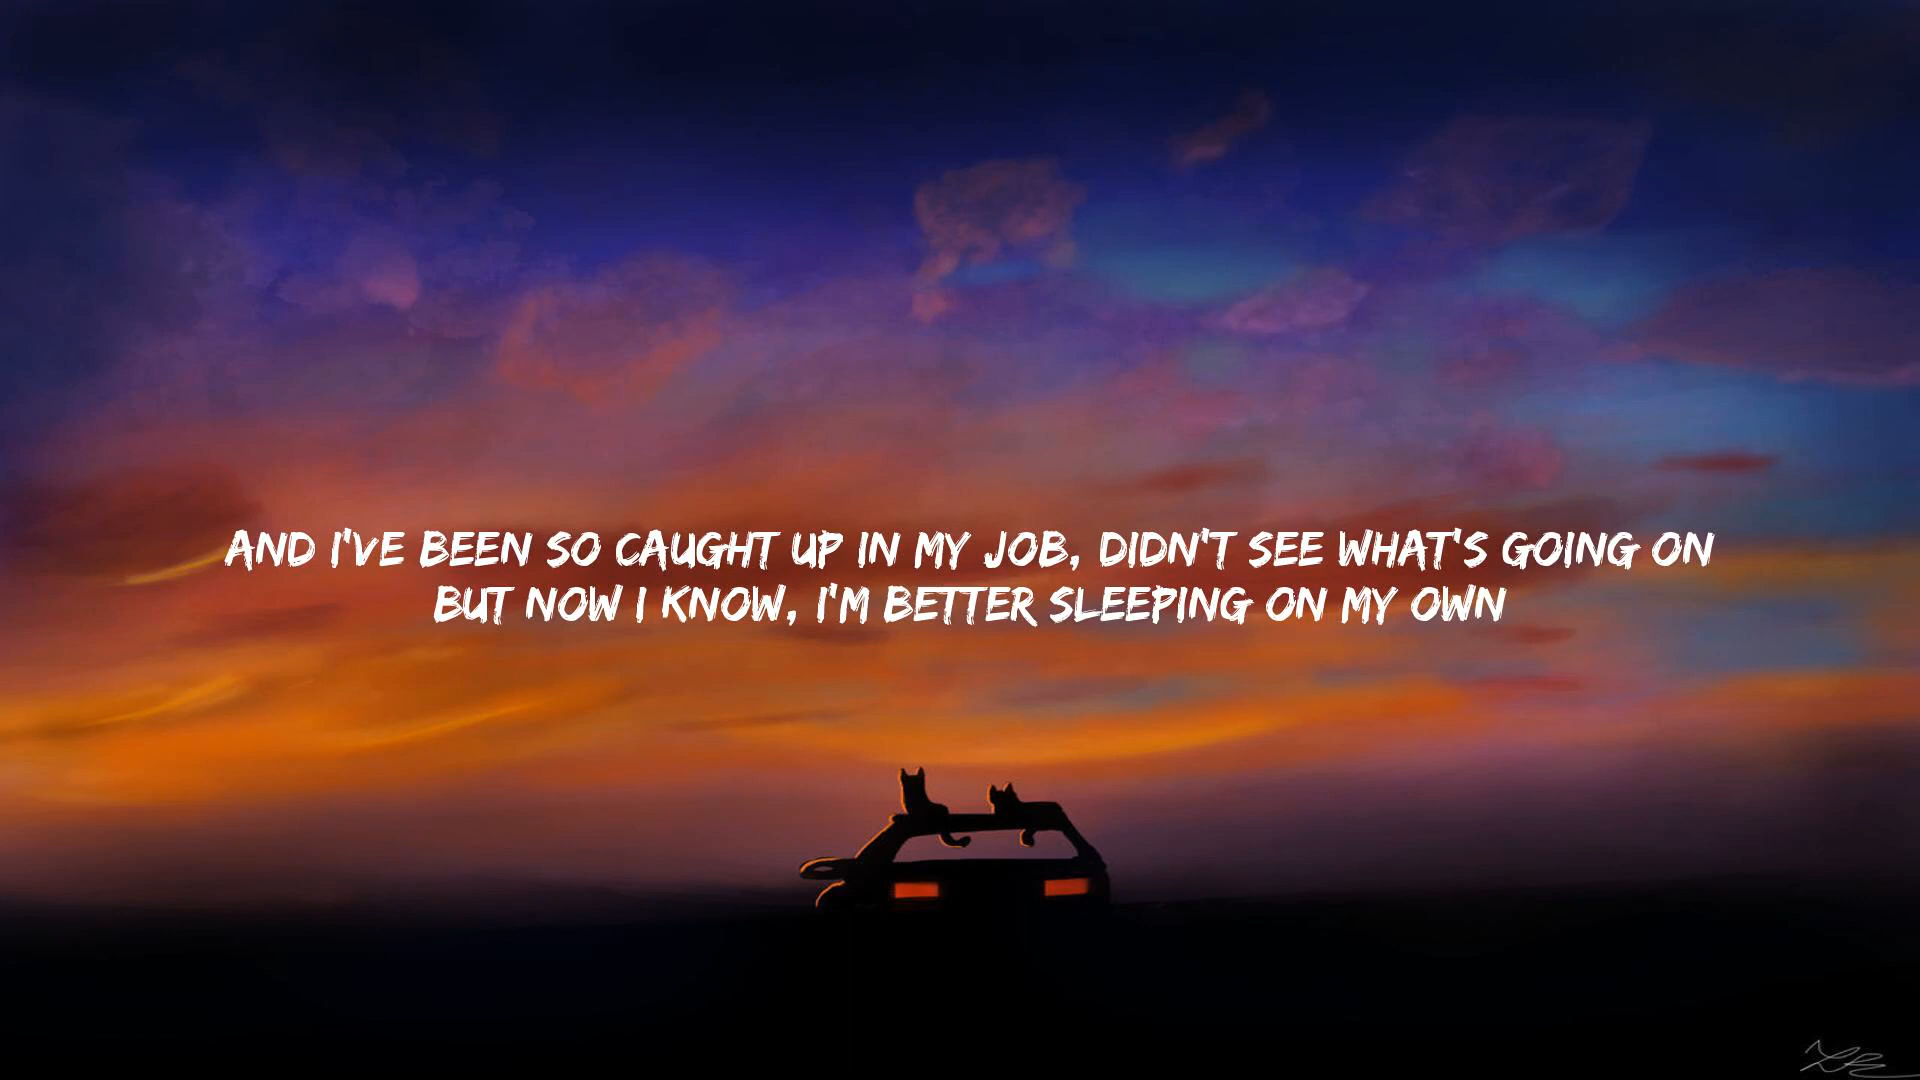 AND I'VE BEEN SO CAUGHT UP IN MY JOB, DIDN'T SEE WHAT'S GOING ON
BUT NOW I KNOW, I'M BETTER SLEEPING ON MY OWN